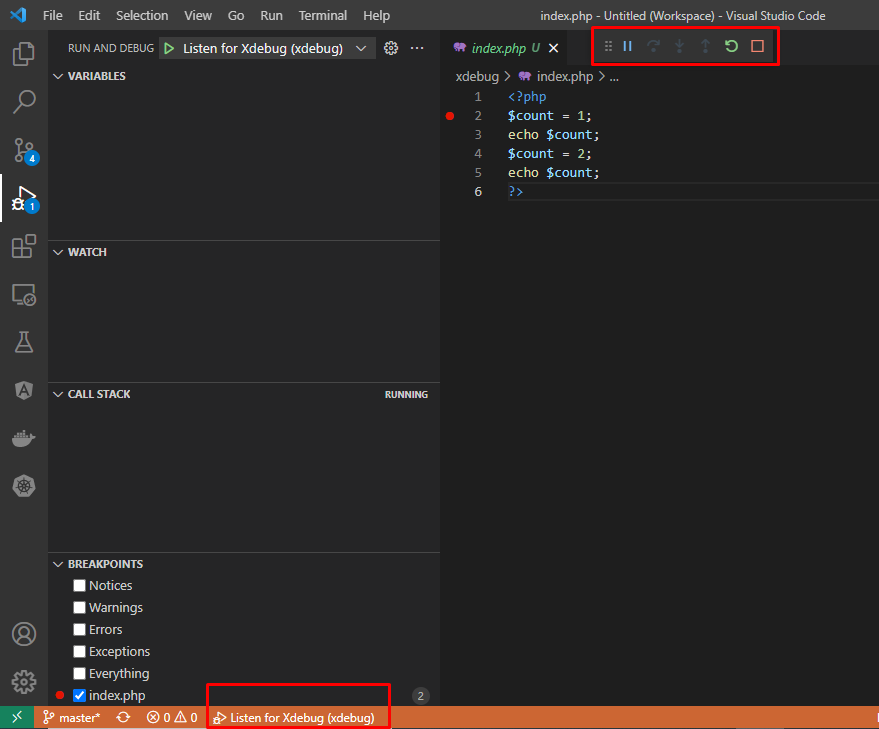 File Edit Selection View Go Run Terminal Help index.php - Untitled (Workspace) - Visual Studio Code
RUN AND DEBUG Listen for Xdebug (xdebug) ...
index.php U
VARIABLES
xdebug > index.php > ...
1 <?php
2 $count = 1;
3 echo $count;
4 $count = 2;
5 echo $count;
6 ?>
4
1
WATCH
CALL STACK RUNNING
BREAKPOINTS
Notices
Warnings
Errors
Exceptions
Everything
index.php 2
master* 0 0 Listen for Xdebug (xdebug)